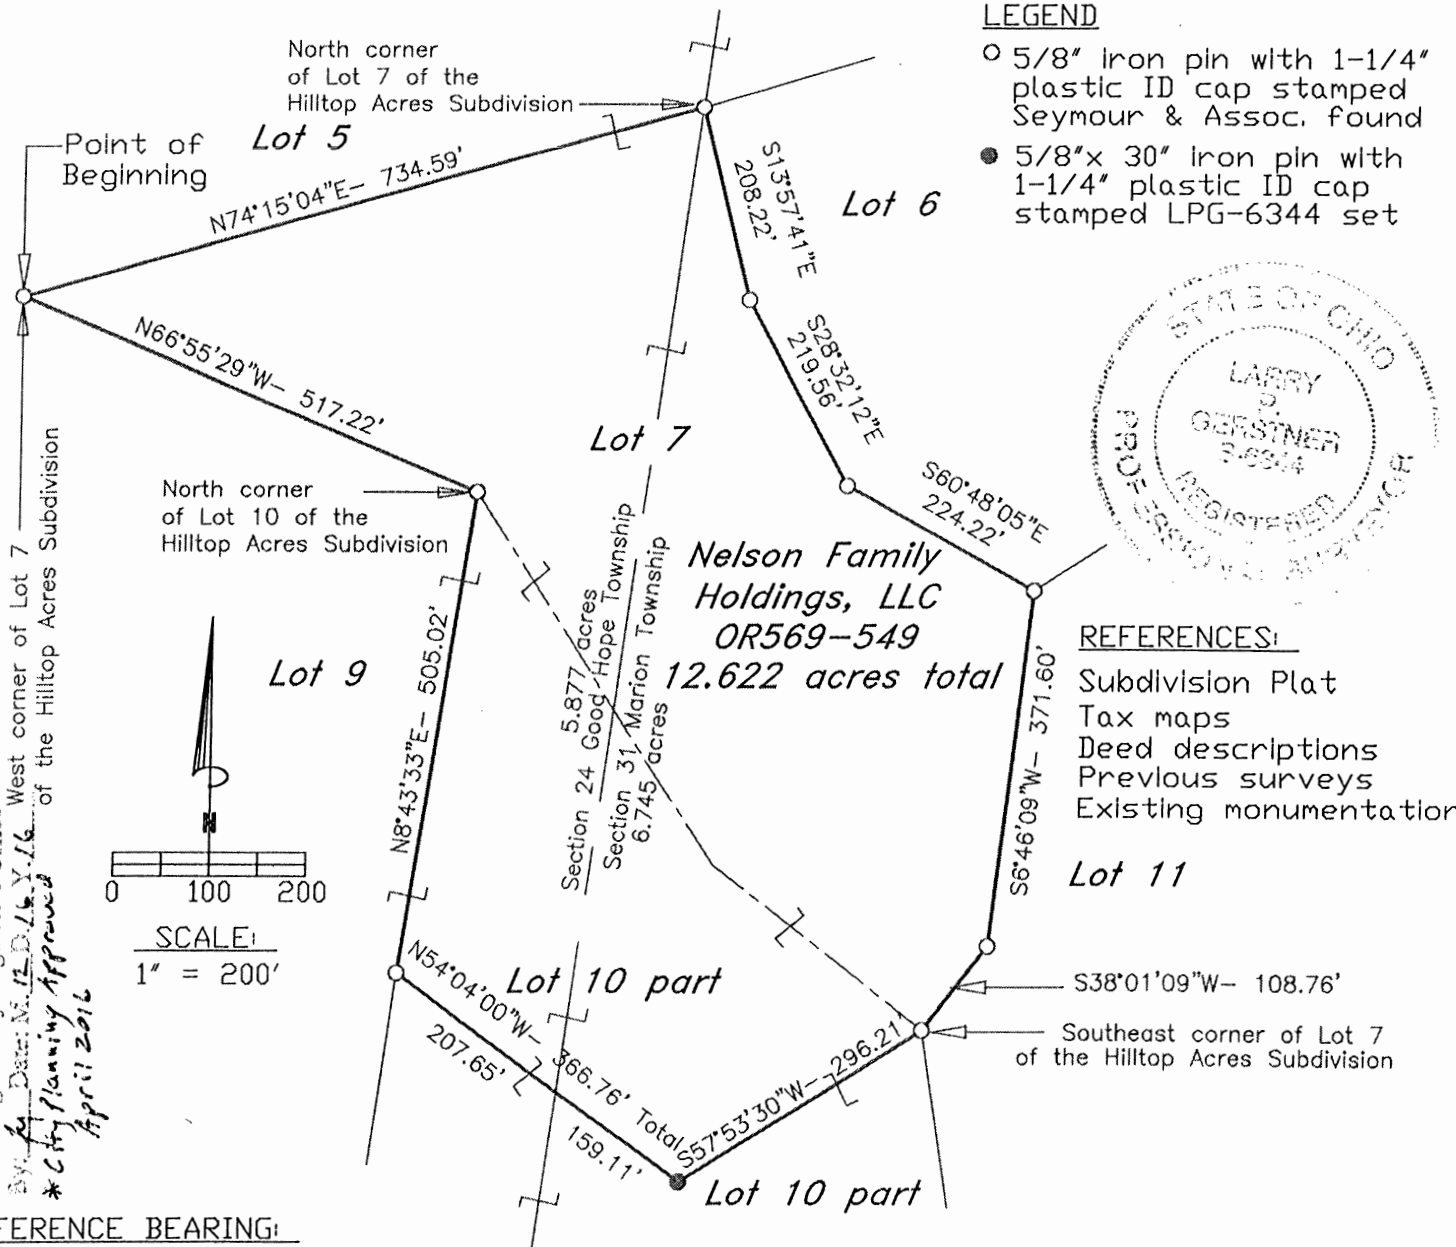 LEGEND
5/8" iron pin with 1-1/4"
plastic ID cap stamped
Seymour & Assoc. found
5/8"x 30" iron pin with
1-1/4" plastic ID cap
stamped LPG-6344 set
North corner
of Lot 7 of the
Hilltop Acres Subdivision
Point of
Beginning
Lot 5
N74°15'04"E- 734.59'
S13°57'41"E
208.22'
Lot 6
S28°32'12"E
219.56'
STATE OF OHIO
LARRY
P.
GERSTNER
S-6344
REGISTERED
PROFESSIONAL SURVEYOR
N66°55'29"W- 517.22'
Lot 7
S60°48'05"E
224.22'
North corner
of Lot 10 of the
Hilltop Acres Subdivision
West corner of Lot 7
of the Hilltop Acres Subdivision
Nelson Family
Holdings, LLC
OR569-549
12.622 acres total
5.877 acres
Section 24 Good Hope Township
Section 31 Marion Township
6.745 acres
Lot 9
N8°43'33"E- 505.02'
S6°46'09"W- 371.60'
REFERENCES:
Subdivision Plat
Tax maps
Deed descriptions
Previous surveys
Existing monumentation
Lot 11
N
0 100 200
SCALE:
1" = 200'
By: Date: M. 12 D. 16 Y. 16
* City Planning Approved
April 2016
N54°04'00"W- 366.76' Total
207.65'
159.11'
Lot 10 part
S38°01'09"W- 108.76'
Southeast corner of Lot 7
of the Hilltop Acres Subdivision
S57°53'30"W- 296.21'
Lot 10 part
FERENCE BEARING: